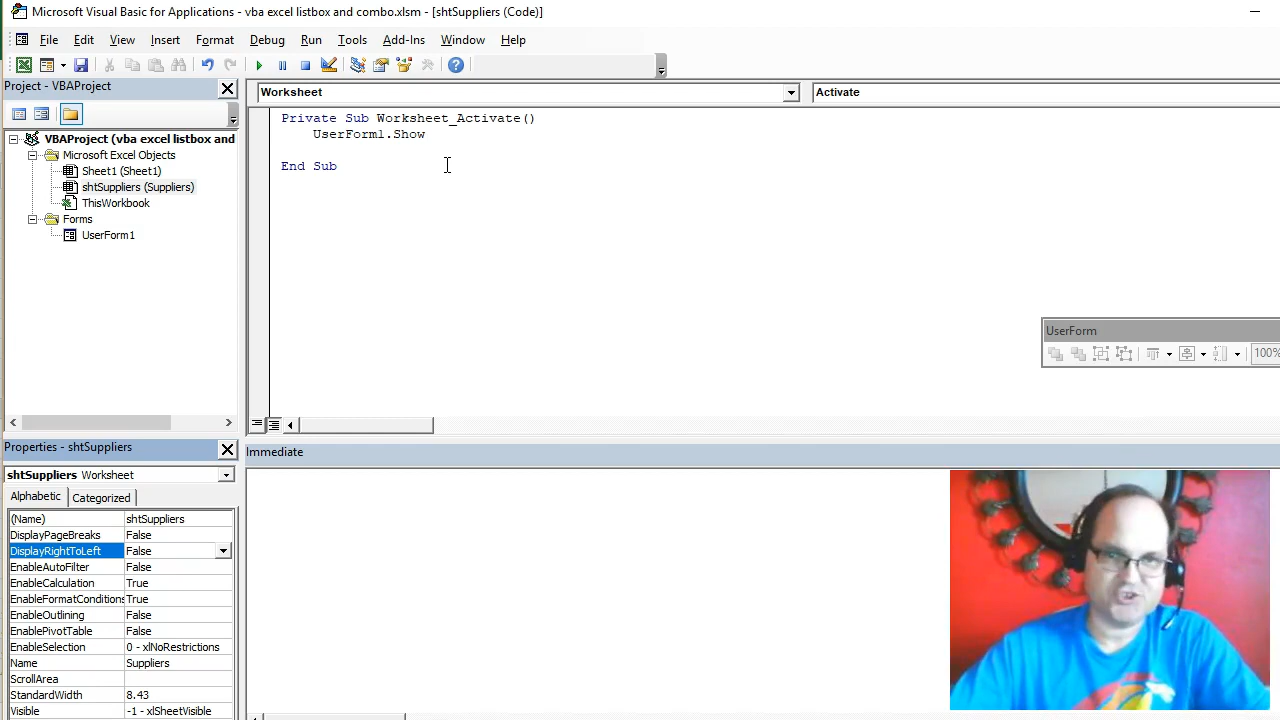 Microsoft Visual Basic for Applications - vba excel listbox and combo.xlsm - [shtSuppliers (Code)]
File Edit View Insert Format Debug Run Tools Add-Ins Window Help
Project - VBAProject
Worksheet
Activate
VBAProject (vba excel listbox and
Microsoft Excel Objects
Sheet1 (Sheet1)
shtSuppliers (Suppliers)
ThisWorkbook
Forms
UserForm1
Private Sub Worksheet_Activate()
UserForm1.Show
End Sub
UserForm
100%
Properties - shtSuppliers
Immediate
shtSuppliers Worksheet
Alphabetic Categorized
(Name) shtSuppliers
DisplayPageBreaks False
DisplayRightToLeft False
EnableAutoFilter False
EnableCalculation True
EnableFormatConditions True
EnableOutlining False
EnablePivotTable False
EnableSelection 0 - xlNoRestrictions
Name Suppliers
ScrollArea
StandardWidth 8.43
Visible -1 - xlSheetVisible